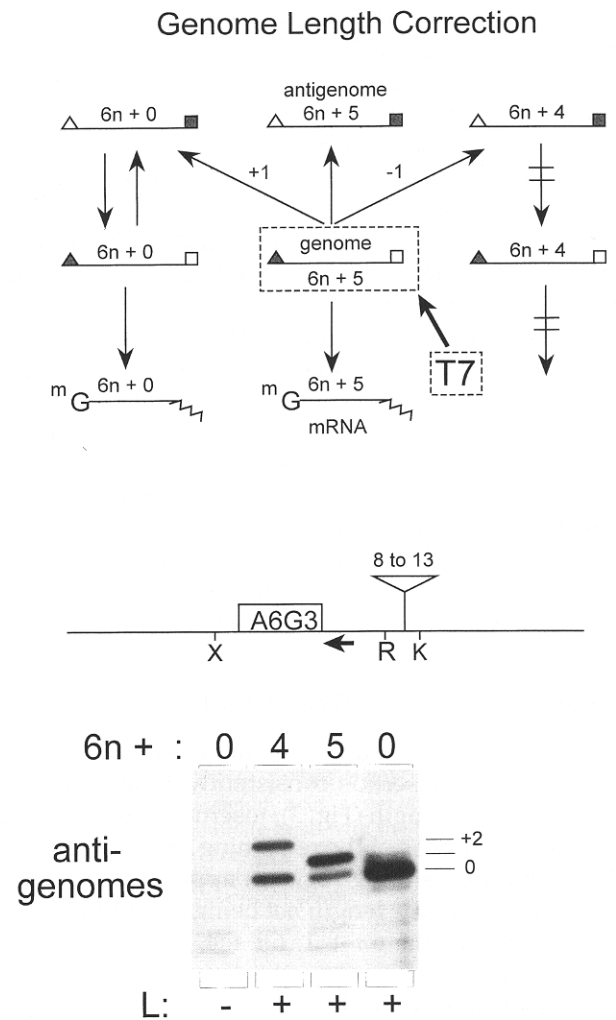 Genome Length Correction
antigenome
6n + 0 6n + 5 6n + 4
+1 -1
genome
6n + 0 6n + 5 6n + 4
T7
mG 6n + 0 mG 6n + 5
mRNA
8 to 13
A6G3
X R K
6n + : 0 4 5 0
+2
0
anti-
genomes
L: - + + +